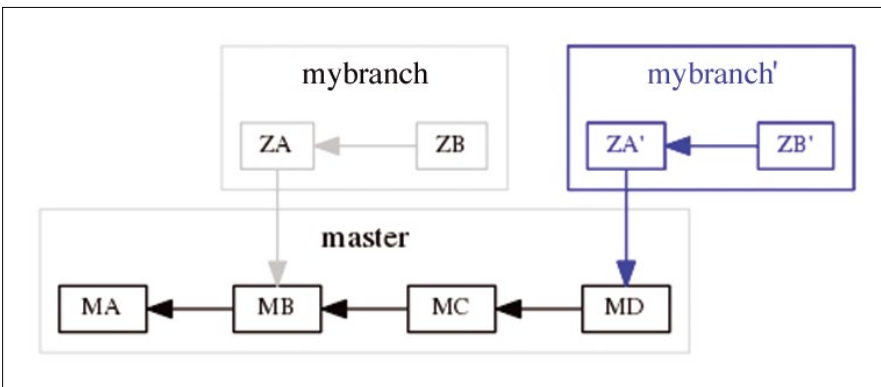 mybranch mybranch'
ZA ZB ZA' ZB'
master
MA MB MC MD